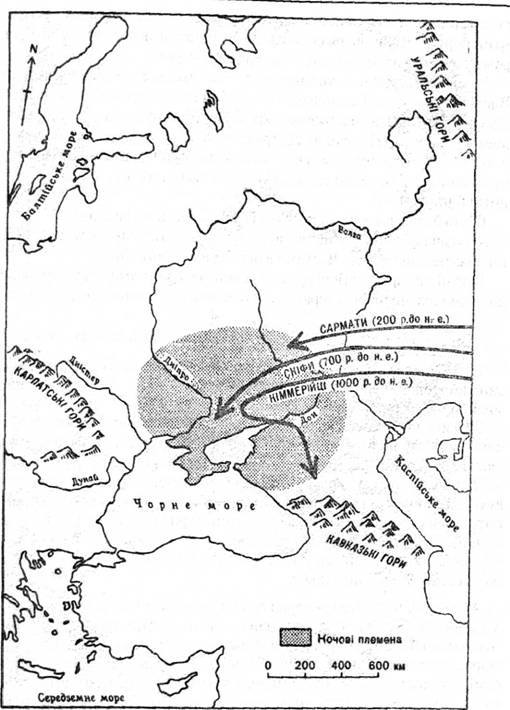 N
УРАЛЬСЬКІ ГОРИ
Балтійське море
Волга
САРМАТИ (200 р. до н. е.)
СКІФИ (700 р. до н. е.)
КІММЕРІЙЦІ (1000 р. до н. е.)
Дністер
Дніпро
КАРПАТСЬКІ ГОРИ
Дон
Дунай
Каспійське море
Чорне море
КАВКАЗЬКІ ГОРИ
Кочові племена
0 200 400 600 км
Середземне море